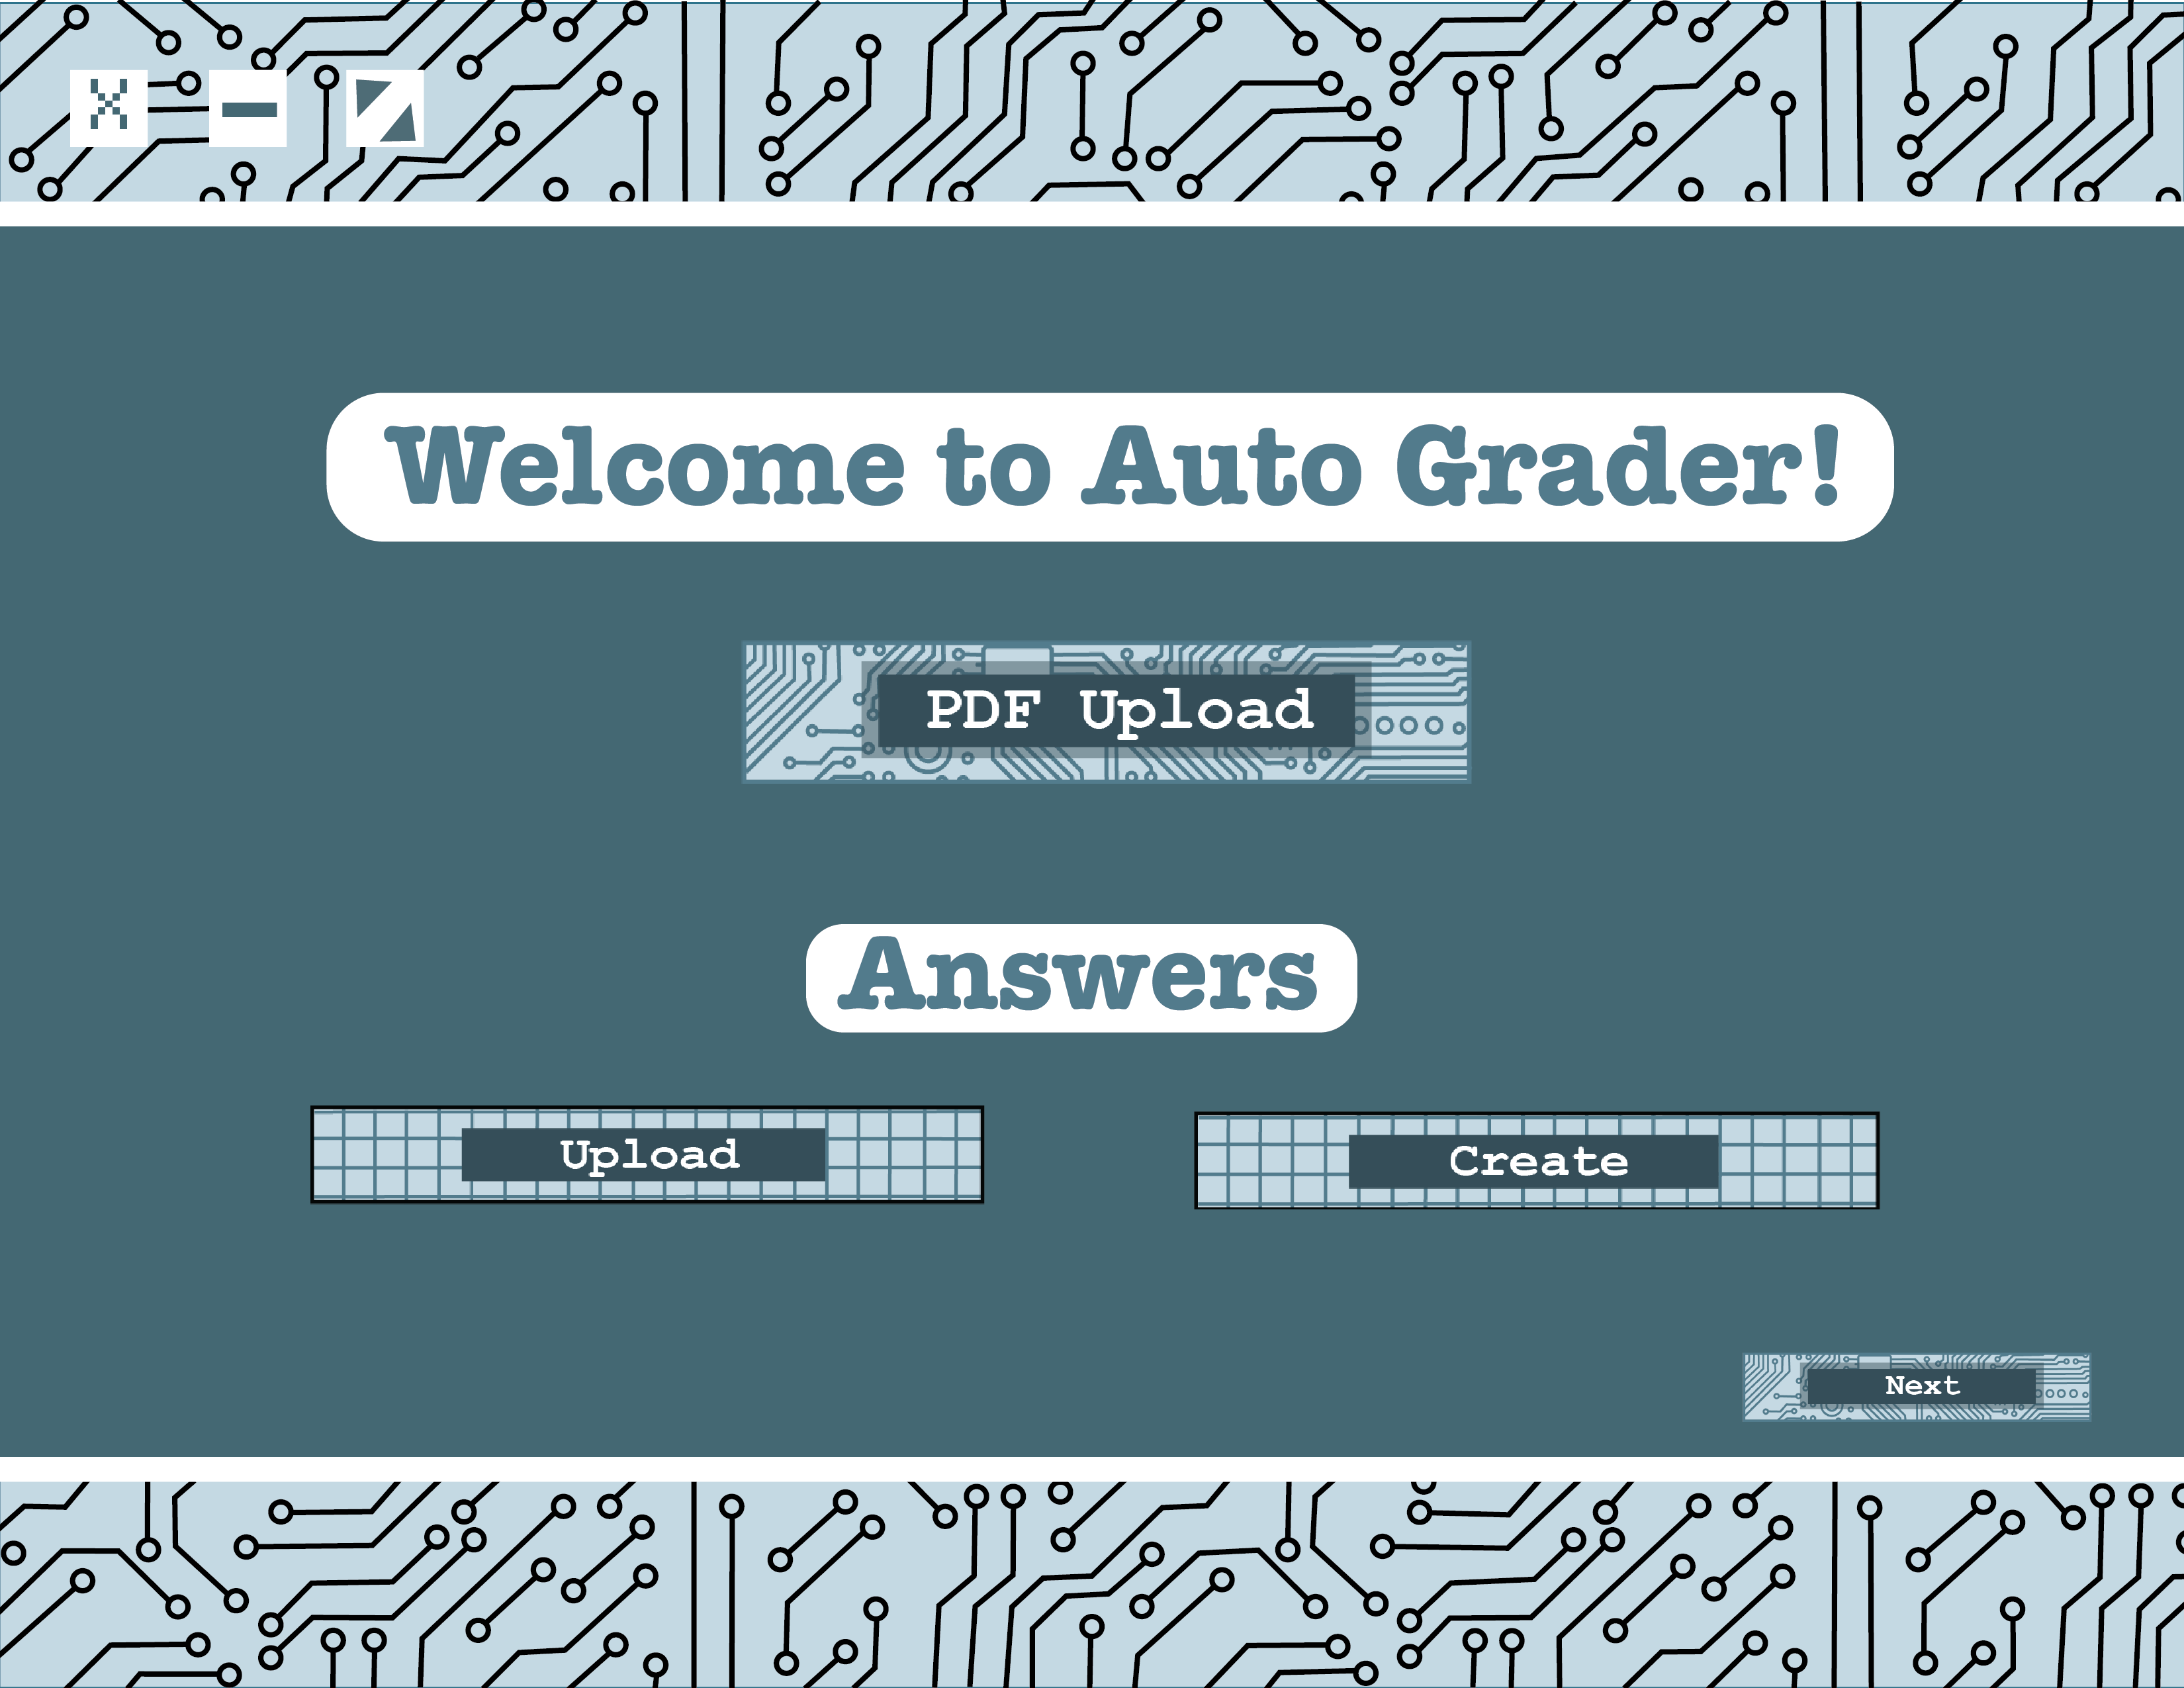 X
Welcome to Auto Grader!
PDF Upload
Answers
Upload
Create
Next